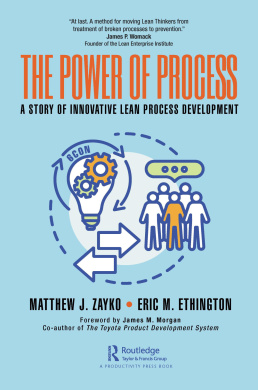 "At last. A method for moving Lean Thinkers from
treatment of broken processes to prevention."
James P. Womack
Founder of the Lean Enterprise Institute
THE POWER OF PROCESS
A STORY OF INNOVATIVE LEAN PROCESS DEVELOPMENT
6CON
MATTHEW J. ZAYKO • ERIC M. ETHINGTON
Foreword by James M. Morgan
Co-author of The Toyota Product Development System
Routledge
Taylor & Francis Group
A PRODUCTIVITY PRESS BOOK